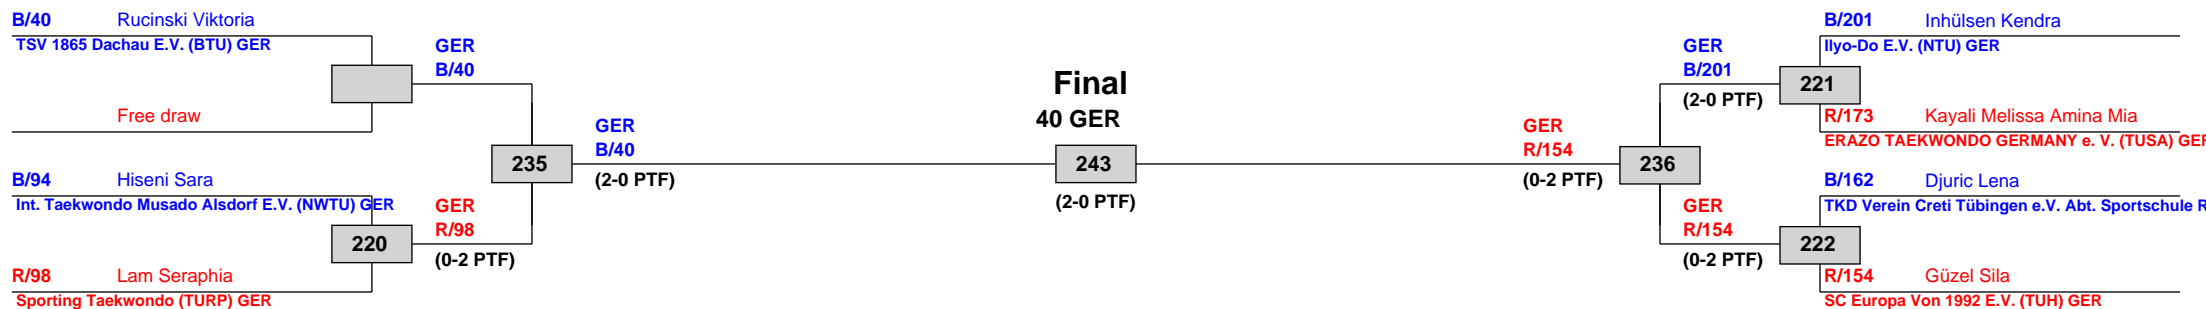 B/40 Rucinski Viktoria
TSV 1865 Dachau E.V. (BTU) GER
GER
B/40
Free draw
GER
B/40
(2-0 PTF)
235
B/94 Hiseni Sara
Int. Taekwondo Musado Alsdorf E.V. (NWTU) GER
220
GER
R/98
(0-2 PTF)
R/98 Lam Seraphia
Sporting Taekwondo (TURP) GER
Final
40 GER
243
(2-0 PTF)
GER
R/154
(0-2 PTF)
236
GER
B/201
(2-0 PTF)
221
B/201 Inhülsen Kendra
Ilyo-Do E.V. (NTU) GER
R/173 Kayali Melissa Amina Mia
ERAZO TAEKWONDO GERMANY e. V. (TUSA) GER
GER
R/154
(0-2 PTF)
222
B/162 Djuric Lena
TKD Verein Creti Tübingen e.V. Abt. Sportschule R
R/154 Güzel Sila
SC Europa Von 1992 E.V. (TUH) GER